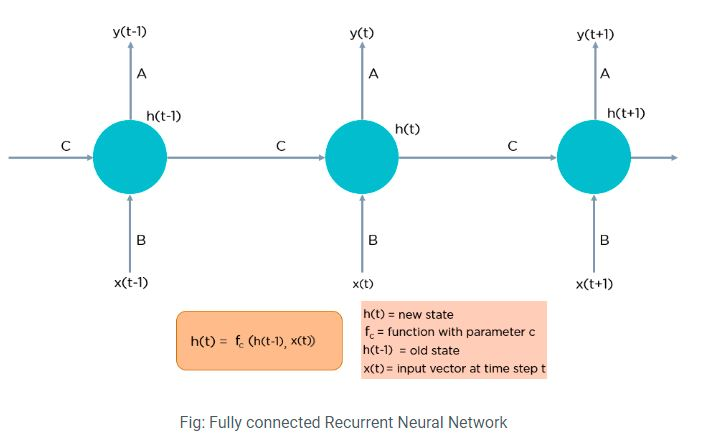 y(t-1)
y(t)
y(t+1)
A
A
A
h(t-1)
h(t)
h(t+1)
C
C
C
B
B
B
x(t-1)
x(t)
x(t+1)
h(t) = fc (h(t-1), x(t))
h(t) = new state
fc = function with parameter c
h(t-1) = old state
x(t) = input vector at time step t
Fig: Fully connected Recurrent Neural Network